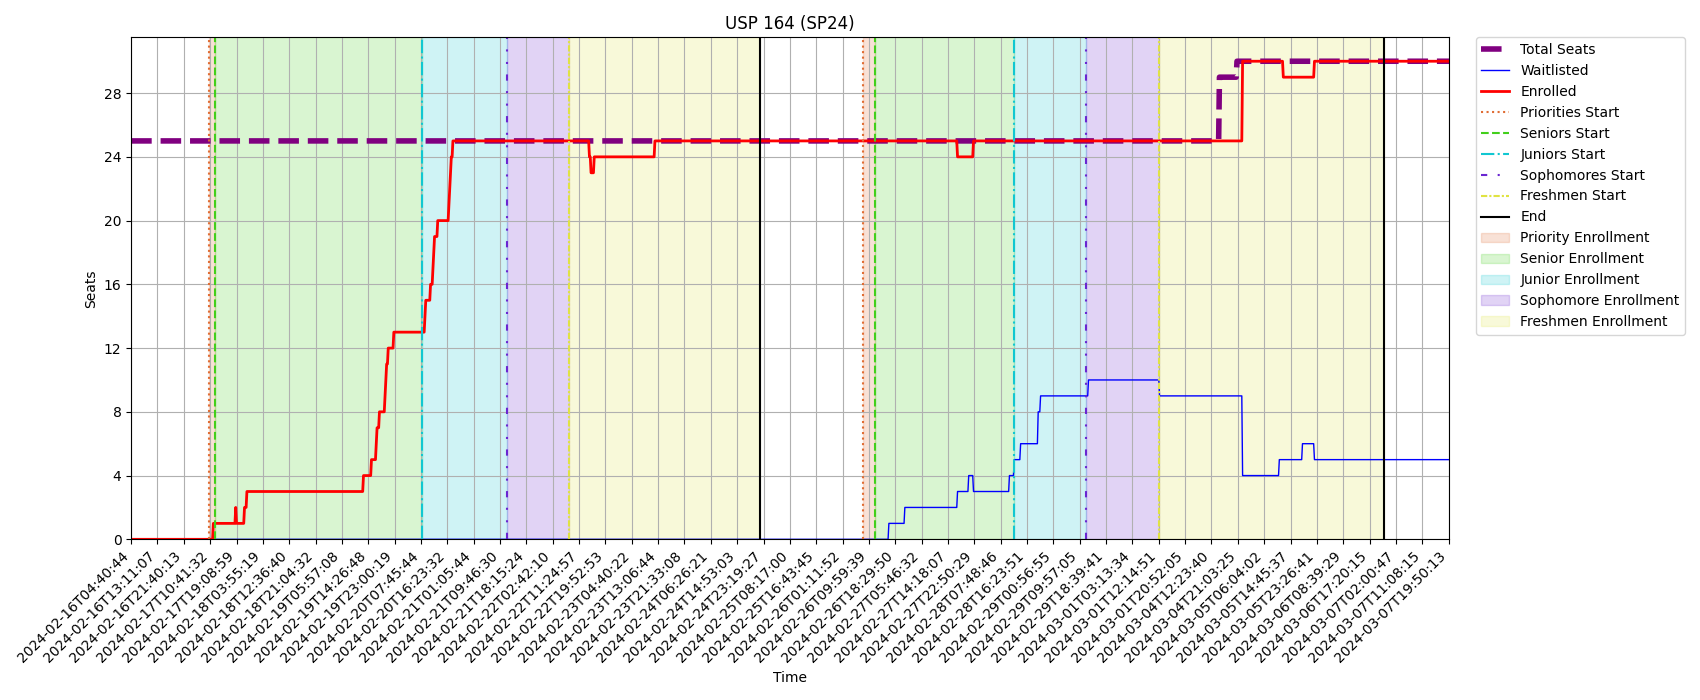 USP 164 (SP24)
Total Seats
Waitlisted
Enrolled
Priorities Start
Seniors Start
Juniors Start
Sophomores Start
Freshmen Start
End
Priority Enrollment
Senior Enrollment
Junior Enrollment
Sophomore Enrollment
Freshmen Enrollment
Seats
28
24
20
16
12
8
4
0
2024-02-16T04:40:44
2024-02-16T13:11:07
2024-02-16T21:40:13
2024-02-17T10:41:32
2024-02-17T19:08:59
2024-02-18T03:55:19
2024-02-18T12:36:40
2024-02-18T21:04:32
2024-02-19T05:57:08
2024-02-19T14:26:48
2024-02-19T23:00:19
2024-02-20T07:45:44
2024-02-20T16:23:32
2024-02-21T01:05:44
2024-02-21T09:46:30
2024-02-21T18:15:24
2024-02-22T02:42:10
2024-02-22T11:24:57
2024-02-22T19:52:53
2024-02-23T04:40:22
2024-02-23T13:06:44
2024-02-23T21:33:08
2024-02-24T06:26:21
2024-02-24T14:53:03
2024-02-24T23:19:27
2024-02-25T08:17:00
2024-02-25T16:43:45
2024-02-26T01:11:52
2024-02-26T09:59:39
2024-02-26T18:29:50
2024-02-27T05:46:32
2024-02-27T14:18:07
2024-02-27T22:50:29
2024-02-28T07:48:46
2024-02-28T16:23:51
2024-02-29T00:56:55
2024-02-29T09:57:05
2024-02-29T18:39:41
2024-03-01T03:13:34
2024-03-01T12:14:51
2024-03-01T20:52:05
2024-03-04T12:23:40
2024-03-04T21:03:25
2024-03-05T06:04:02
2024-03-05T14:45:37
2024-03-05T23:26:41
2024-03-06T08:39:29
2024-03-06T17:20:15
2024-03-07T02:00:47
2024-03-07T11:08:15
2024-03-07T19:50:13
Time